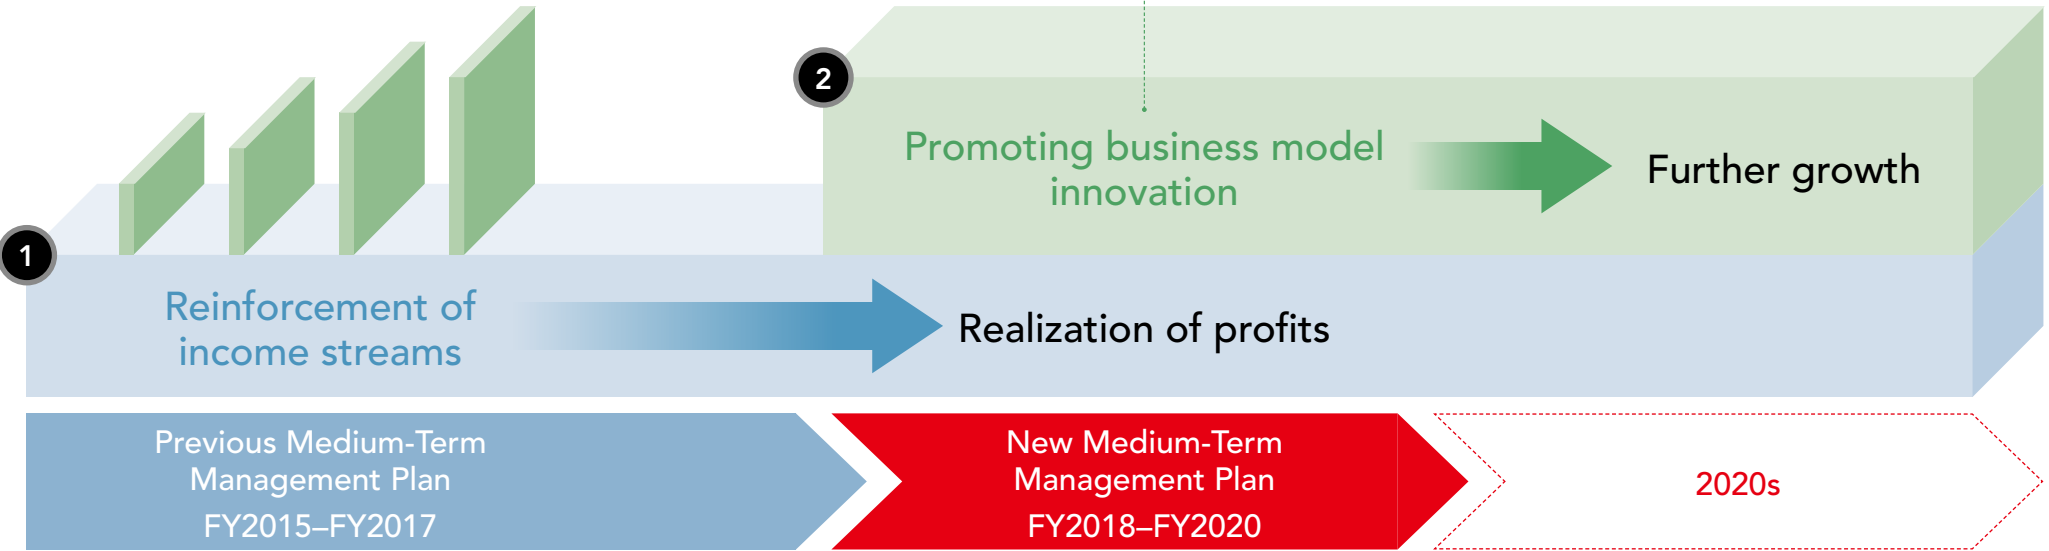 2
Promoting business model
innovation
Further growth
1
Reinforcement of
income streams
Realization of profits
Previous Medium-Term
Management Plan
FY2015–FY2017
New Medium-Term
Management Plan
FY2018–FY2020
2020s